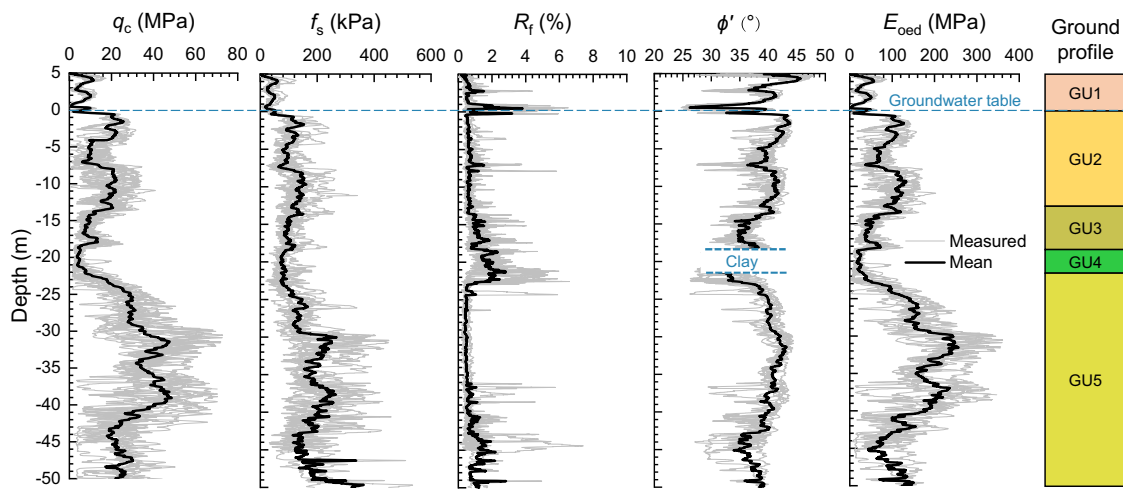 q_c (MPa) f_s (kPa) R_f (%) ϕ′ (°) E_oed (MPa) Ground
profile
0 20 40 60 80 0 200 400 600 0 2 4 6 8 10 20 25 30 35 40 45 50 0 100 200 300 400
5
GU1
Groundwater table
0
-5
GU2
-10
-15
GU3
Measured
Clay
Mean
GU4
-20
Depth (m)
-25
-30
-35
GU5
-40
-45
-50